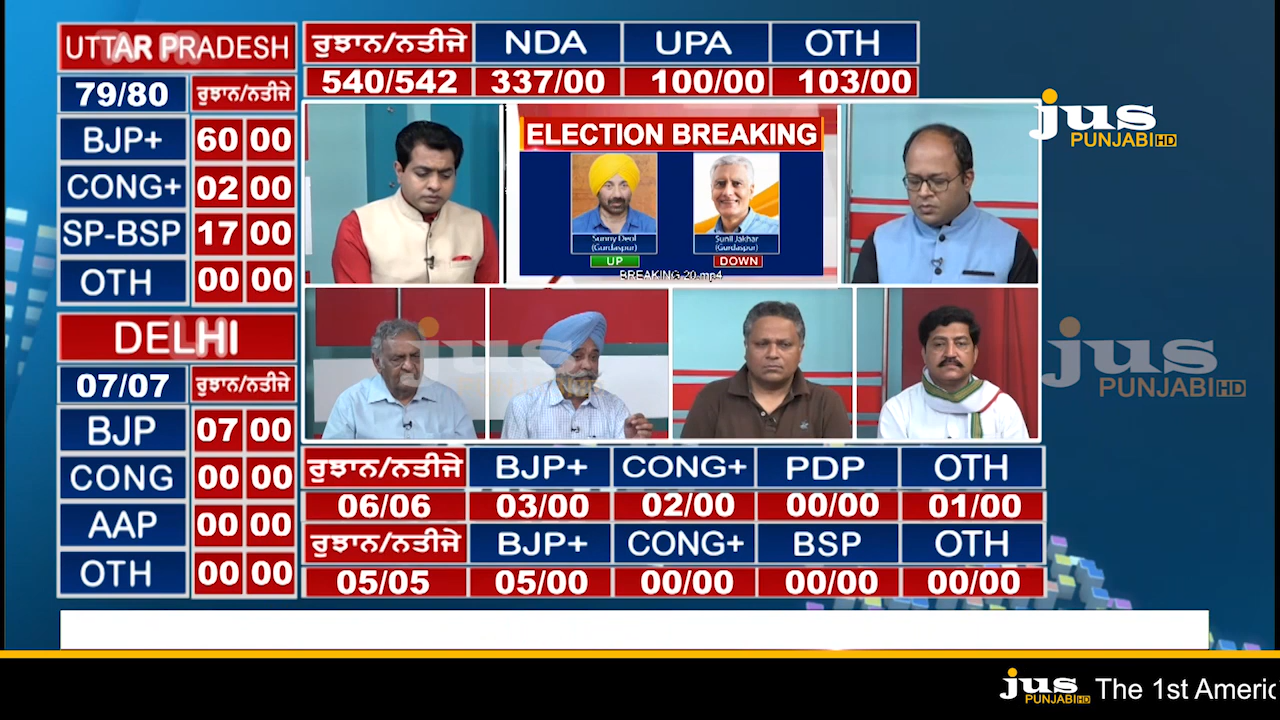 UTTAR PRADESH
79/80 ਰੁਝਾਨ/ਨਤੀਜੇ
BJP+ 60 00
CONG+ 02 00
SP-BSP 17 00
OTH 00 00
DELHI
07/07 ਰੁਝਾਨ/ਨਤੀਜੇ
BJP 07 00
CONG 00 00
AAP 00 00
OTH 00 00
ਰੁਝਾਨ/ਨਤੀਜੇ NDA UPA OTH
540/542 337/00 100/00 103/00
jus
PUNJABI HD
ELECTION BREAKING
Sunny Deol
(Gurdaspur)
UP
Sunil Jakhar
(Gurdaspur)
DOWN
BREAKING 20.mp4
jus
jus
PUNJABI HD
ਰੁਝਾਨ/ਨਤੀਜੇ BJP+ CONG+ PDP OTH
06/06 03/00 02/00 00/00 01/00
ਰੁਝਾਨ/ਨਤੀਜੇ BJP+ CONG+ BSP OTH
05/05 05/00 00/00 00/00 00/00
jus
PUNJABI HD
The 1st Americ